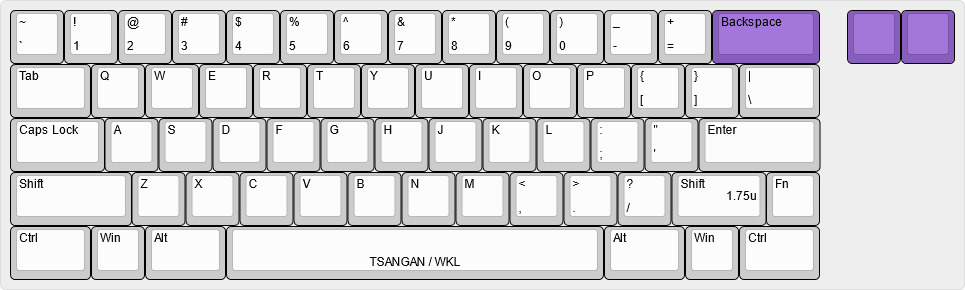 ~ ! @ # $ % ^ & * ( ) _ + Backspace
` 1 2 3 4 5 6 7 8 9 0 - =
Tab Q W E R T Y U I O P { } |
[ ] \
Caps Lock A S D F G H J K L : " Enter
; '
Shift Z X C V B N M < > ? Shift Fn
1.75u
, . /
Ctrl Win Alt Alt Win Ctrl
TSANGAN / WKL